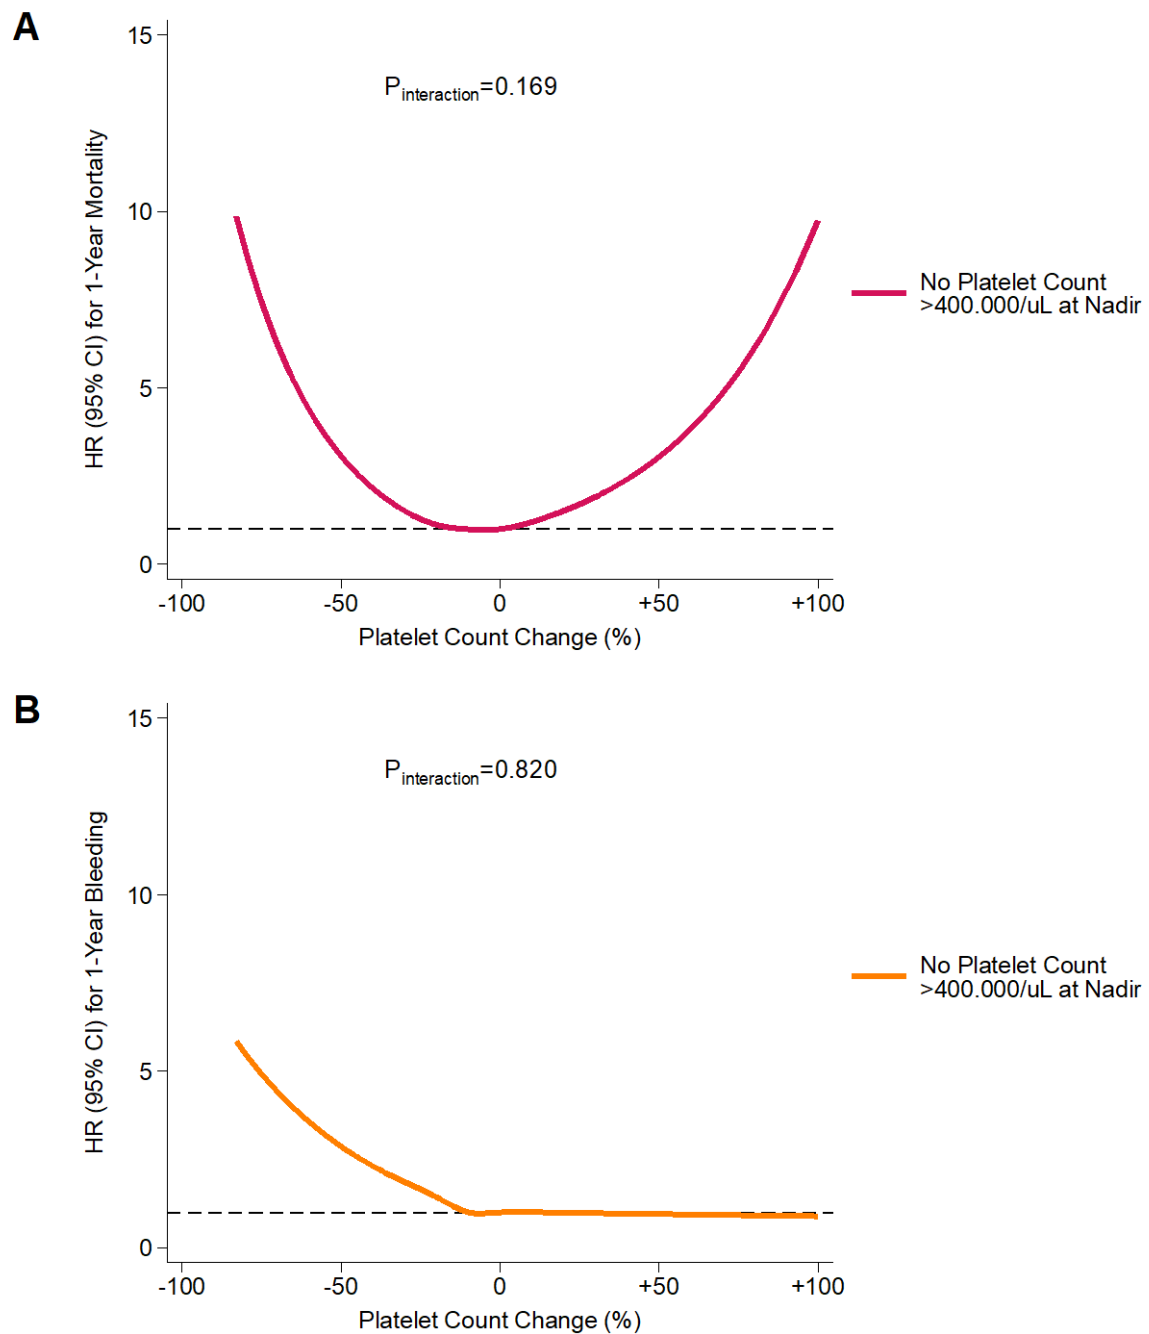 A
15
10
5
0
HR (95% CI) for 1-Year Mortality
Pinteraction=0.169
No Platelet Count
>400.000/uL at Nadir
-100 -50 0 +50 +100
Platelet Count Change (%)
B
15
10
5
0
HR (95% CI) for 1-Year Bleeding
Pinteraction=0.820
No Platelet Count
>400.000/uL at Nadir
-100 -50 0 +50 +100
Platelet Count Change (%)